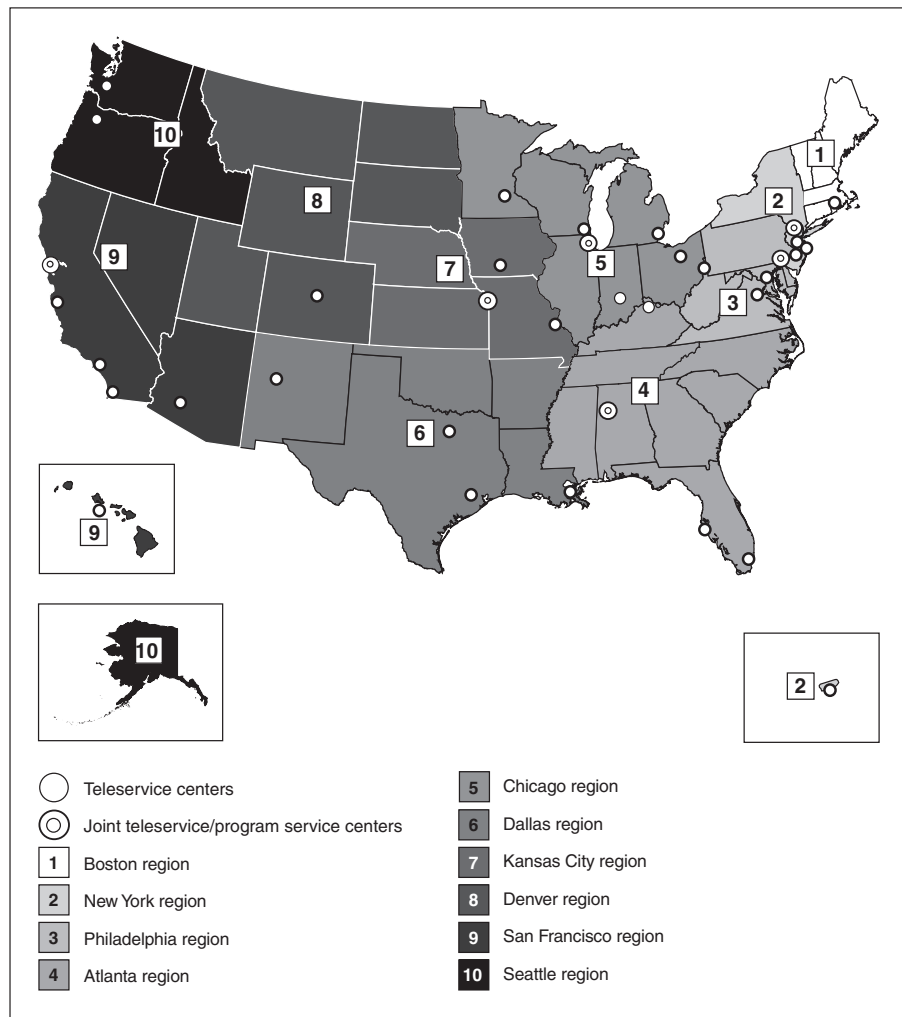 10
1
8
2
9
7
5
3
4
6
9
10
2
Teleservice centers
Joint teleservice/program service centers
1 Boston region
2 New York region
3 Philadelphia region
4 Atlanta region
5 Chicago region
6 Dallas region
7 Kansas City region
8 Denver region
9 San Francisco region
10 Seattle region